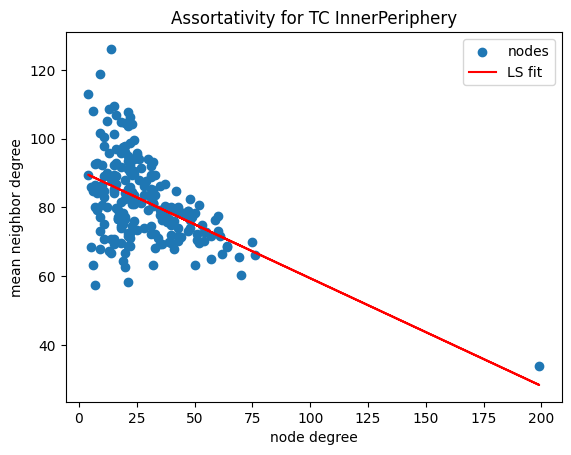 Assortativity for TC InnerPeriphery
nodes
LS fit
120
100
80
60
40
mean neighbor degree
0
25
50
75
100
125
150
175
200
node degree